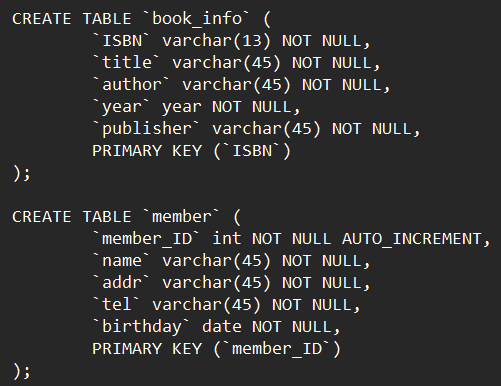 CREATE TABLE `book_info` (
        `ISBN` varchar(13) NOT NULL,
        `title` varchar(45) NOT NULL,
        `author` varchar(45) NOT NULL,
        `year` year NOT NULL,
        `publisher` varchar(45) NOT NULL,
        PRIMARY KEY (`ISBN`)
);

CREATE TABLE `member` (
        `member_ID` int NOT NULL AUTO_INCREMENT,
        `name` varchar(45) NOT NULL,
        `addr` varchar(45) NOT NULL,
        `tel` varchar(45) NOT NULL,
        `birthday` date NOT NULL,
        PRIMARY KEY (`member_ID`)
);